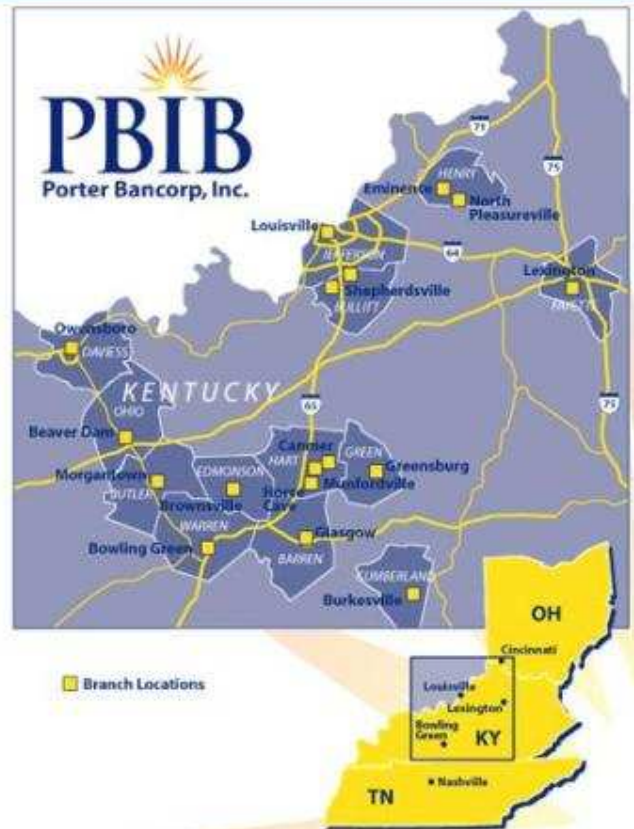 PBIB
Porter Bancorp, Inc.
71
75
HENRY
Eminence
North
Pleasureville
Louisville
64
JEFFERSON
Lexington
Shepherdsville
BULLITT
FAYETTE
Owensboro
DAVIESS
KENTUCKY
OHIO
65
75
Beaver Dam
Canmer
GREEN
HART
Greensburg
Morgantown
EDMONSON
Munfordville
BUTLER
Brownsville
Horse
Cave
WARREN
Glasgow
Bowling Green
BARREN
CUMBERLAND
Burkesville
OH
Cincinnati
Branch Locations
Louisville
Lexington
Bowling
Green
KY
Nashville
TN